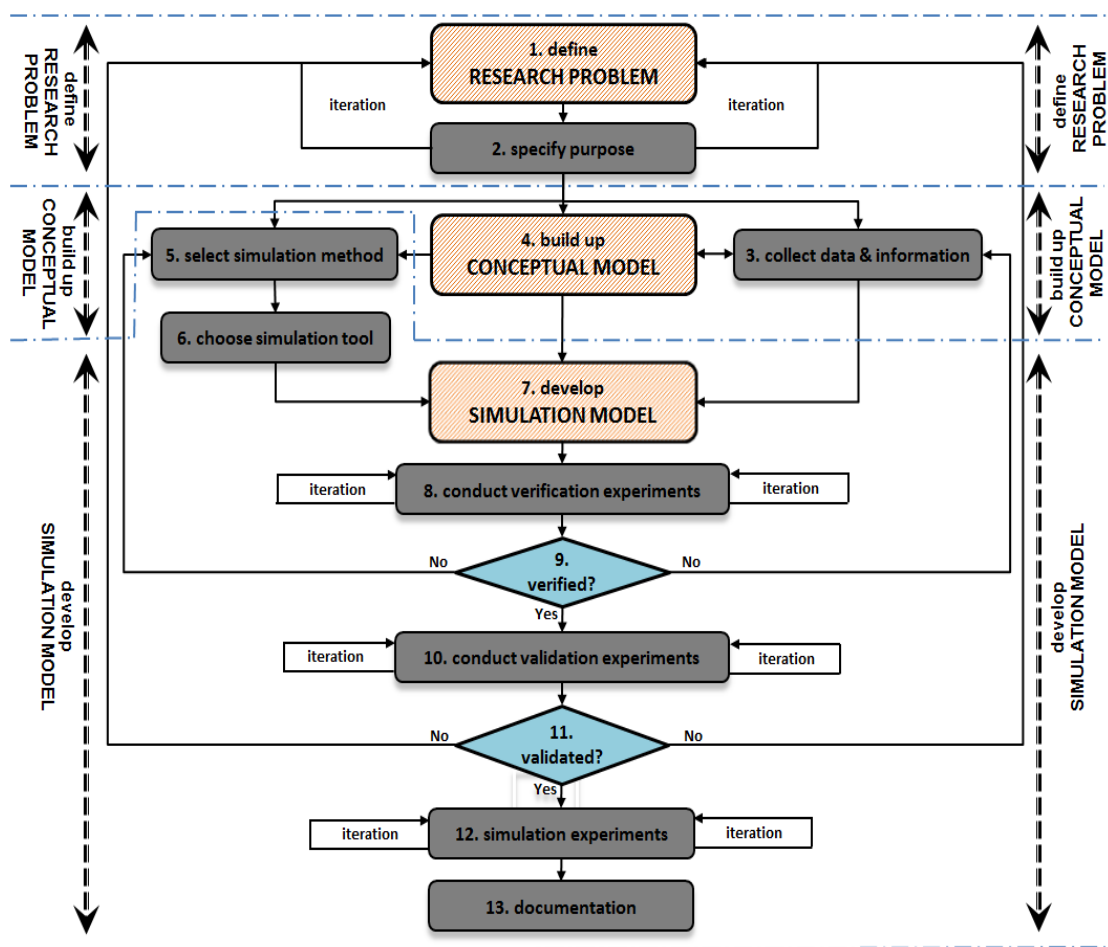 define
RESEARCH
PROBLEM
1. define
RESEARCH PROBLEM
define
RESEARCH
PROBLEM
iteration
iteration
2. specify purpose
build up
CONCEPTUAL
MODEL
5. select simulation method
4. build up
CONCEPTUAL MODEL
3. collect data & information
build up
CONCEPTUAL
MODEL
6. choose simulation tool
7. develop
SIMULATION MODEL
iteration
8. conduct verification experiments
iteration
develop
SIMULATION MODEL
develop
SIMULATION MODEL
No
9.
verified?
No
Yes
iteration
10. conduct validation experiments
iteration
No
11.
validated?
No
Yes
iteration
12. simulation experiments
iteration
13. documentation